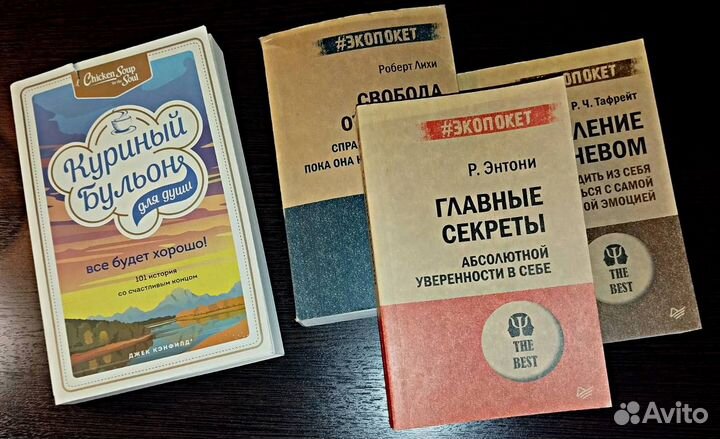 Chicken Soup
for the Soul
Куриный
Бульон
для души
все будет хорошо!
101 история
со счастливым концом
ДЖЕК КЭНФИЛД
#ЭКОПОКЕТ
Роберт Лихи
СВОБОДА
ПОКА ОНА
#ЭКОПОКЕТ
Р. ЭНТОНИ
ГЛАВНЫЕ
СЕКРЕТЫ
АБСОЛЮТНОЙ
УВЕРЕННОСТИ В СЕБЕ
THE
BEST
ЭКОПОКЕТ
Р. Ч. Тафрейт
ЛЕНИЕ
НЕВОМ
ДИТЬ ИЗ СЕБЯ
ЬСЯ С САМОЙ
ОЙ ЭМОЦИЕЙ
THE
BEST
Avito